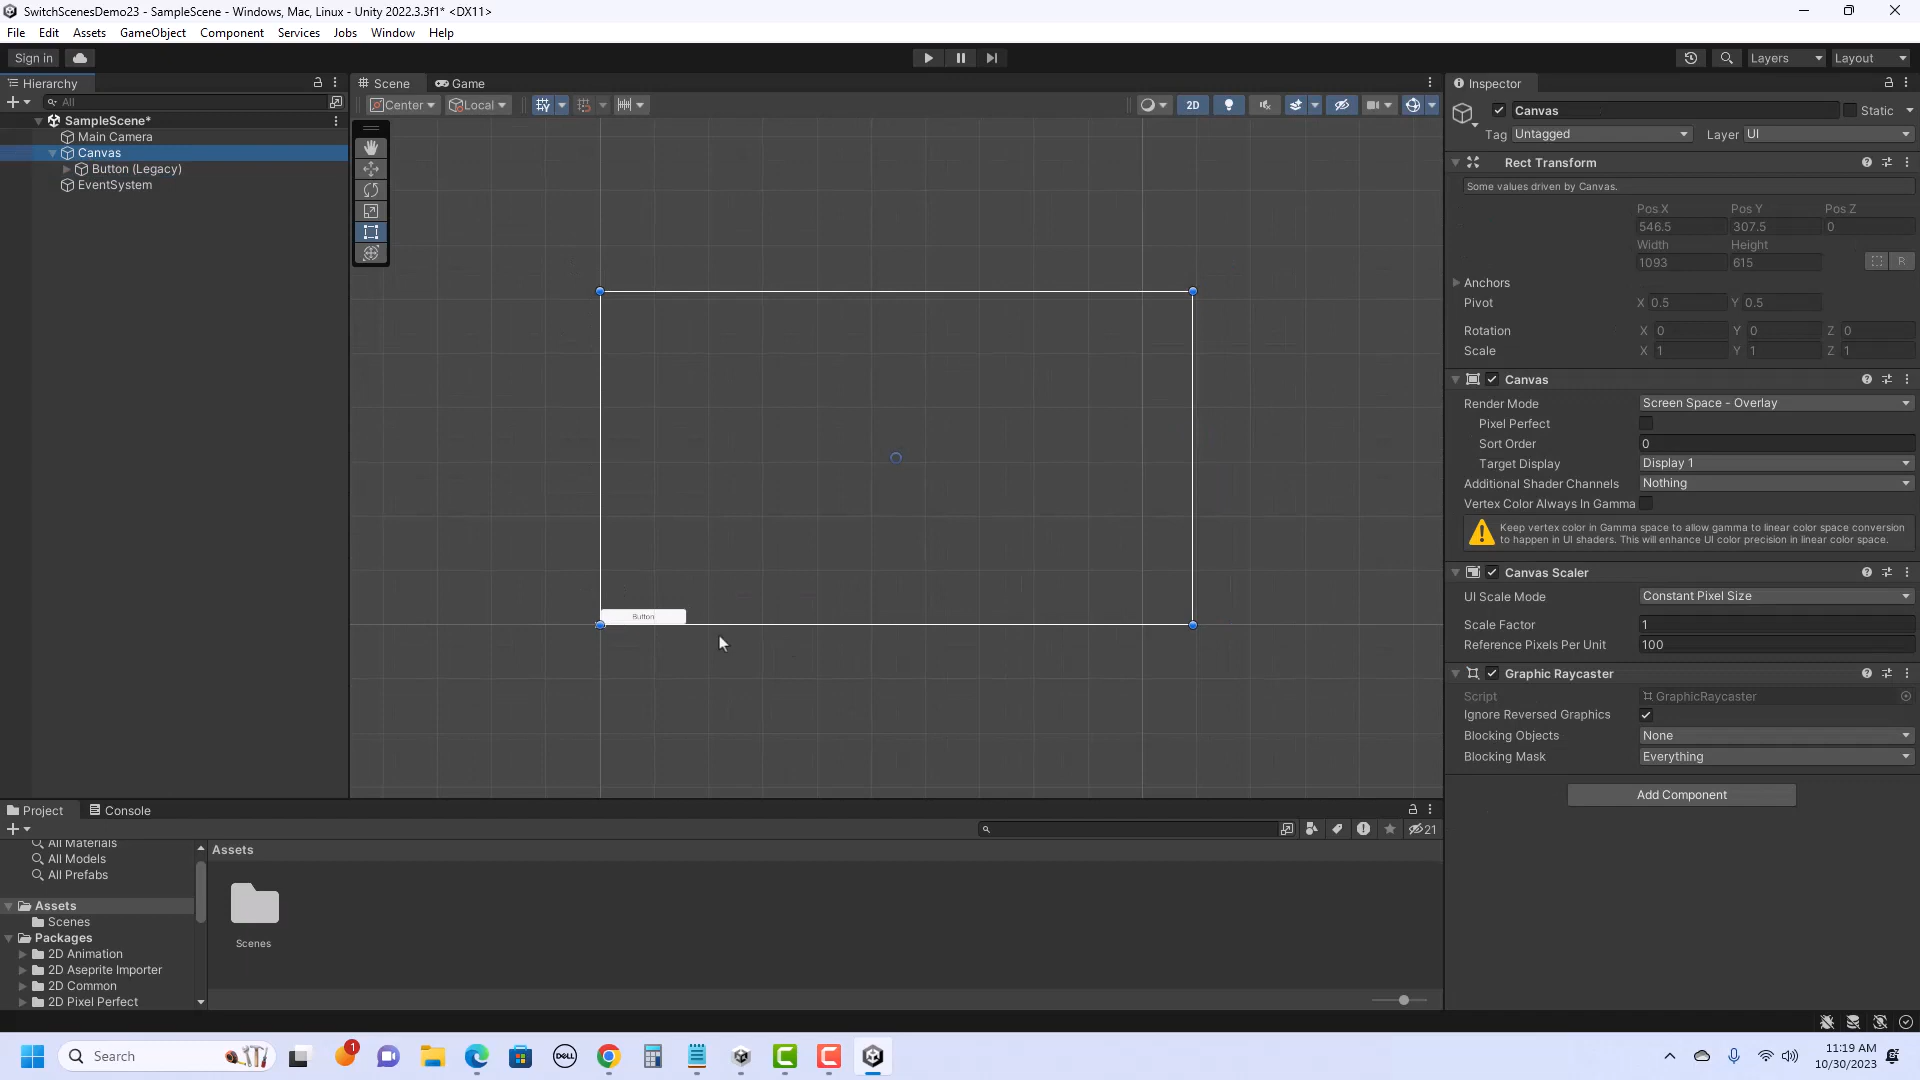 SwitchScenesDemo23 - SampleScene - Windows, Mac, Linux - Unity 2022.3.3f1* <DX11>
File Edit Assets GameObject Component Services Jobs Window Help
Sign in
Layers
Layout
Hierarchy
All
SampleScene*
Main Camera
Canvas
Button (Legacy)
EventSystem
Scene
Game
Center
Local
2D
Button
Inspector
Canvas
Static
Tag Untagged
Layer UI
Rect Transform
Some values driven by Canvas.
Pos X Pos Y Pos Z
546.5 307.5 0
Width Height
1093 615
R
Anchors
Pivot X 0.5 Y 0.5
Rotation X 0 Y 0 Z 0
Scale X 1 Y 1 Z 1
Canvas
Render Mode Screen Space - Overlay
Pixel Perfect
Sort Order 0
Target Display Display 1
Additional Shader Channels Nothing
Vertex Color Always In Gamma
Keep vertex color in Gamma space to allow gamma to linear color space conversion
to happen in UI shaders. This will enhance UI color precision in linear color space.
Canvas Scaler
UI Scale Mode Constant Pixel Size
Scale Factor 1
Reference Pixels Per Unit 100
Graphic Raycaster
Script GraphicRaycaster
Ignore Reversed Graphics
Blocking Objects None
Blocking Mask Everything
Add Component
Project
Console
21
All Materials
All Models
All Prefabs
Assets
Scenes
Packages
2D Animation
2D Aseprite Importer
2D Common
2D Pixel Perfect
Assets
Scenes
Search
1
DELL
11:19 AM
10/30/2023